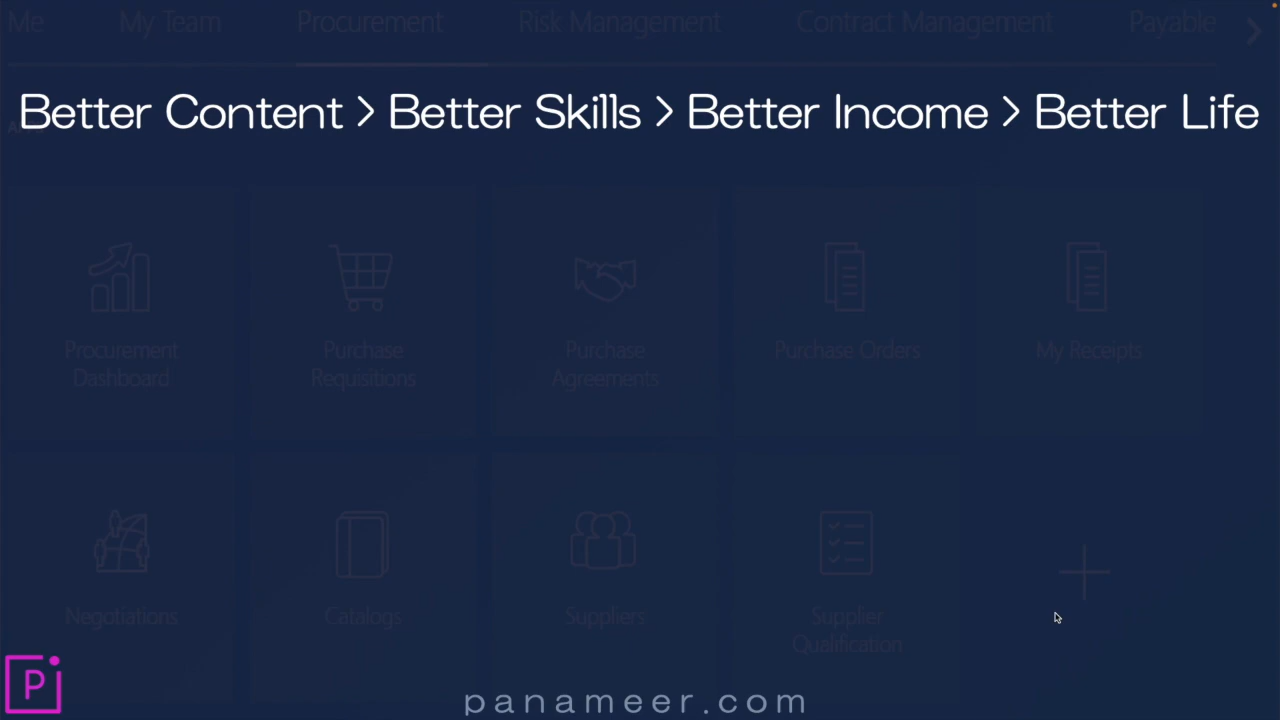 Me My Team Procurement Risk Management Contract Management Payable
Better Content > Better Skills > Better Income > Better Life
Procurement Dashboard
Purchase Requisitions
Purchase Agreements
Purchase Orders
My Receipts
Negotiations
Catalogs
Suppliers
Supplier Qualification
P
panameer.com